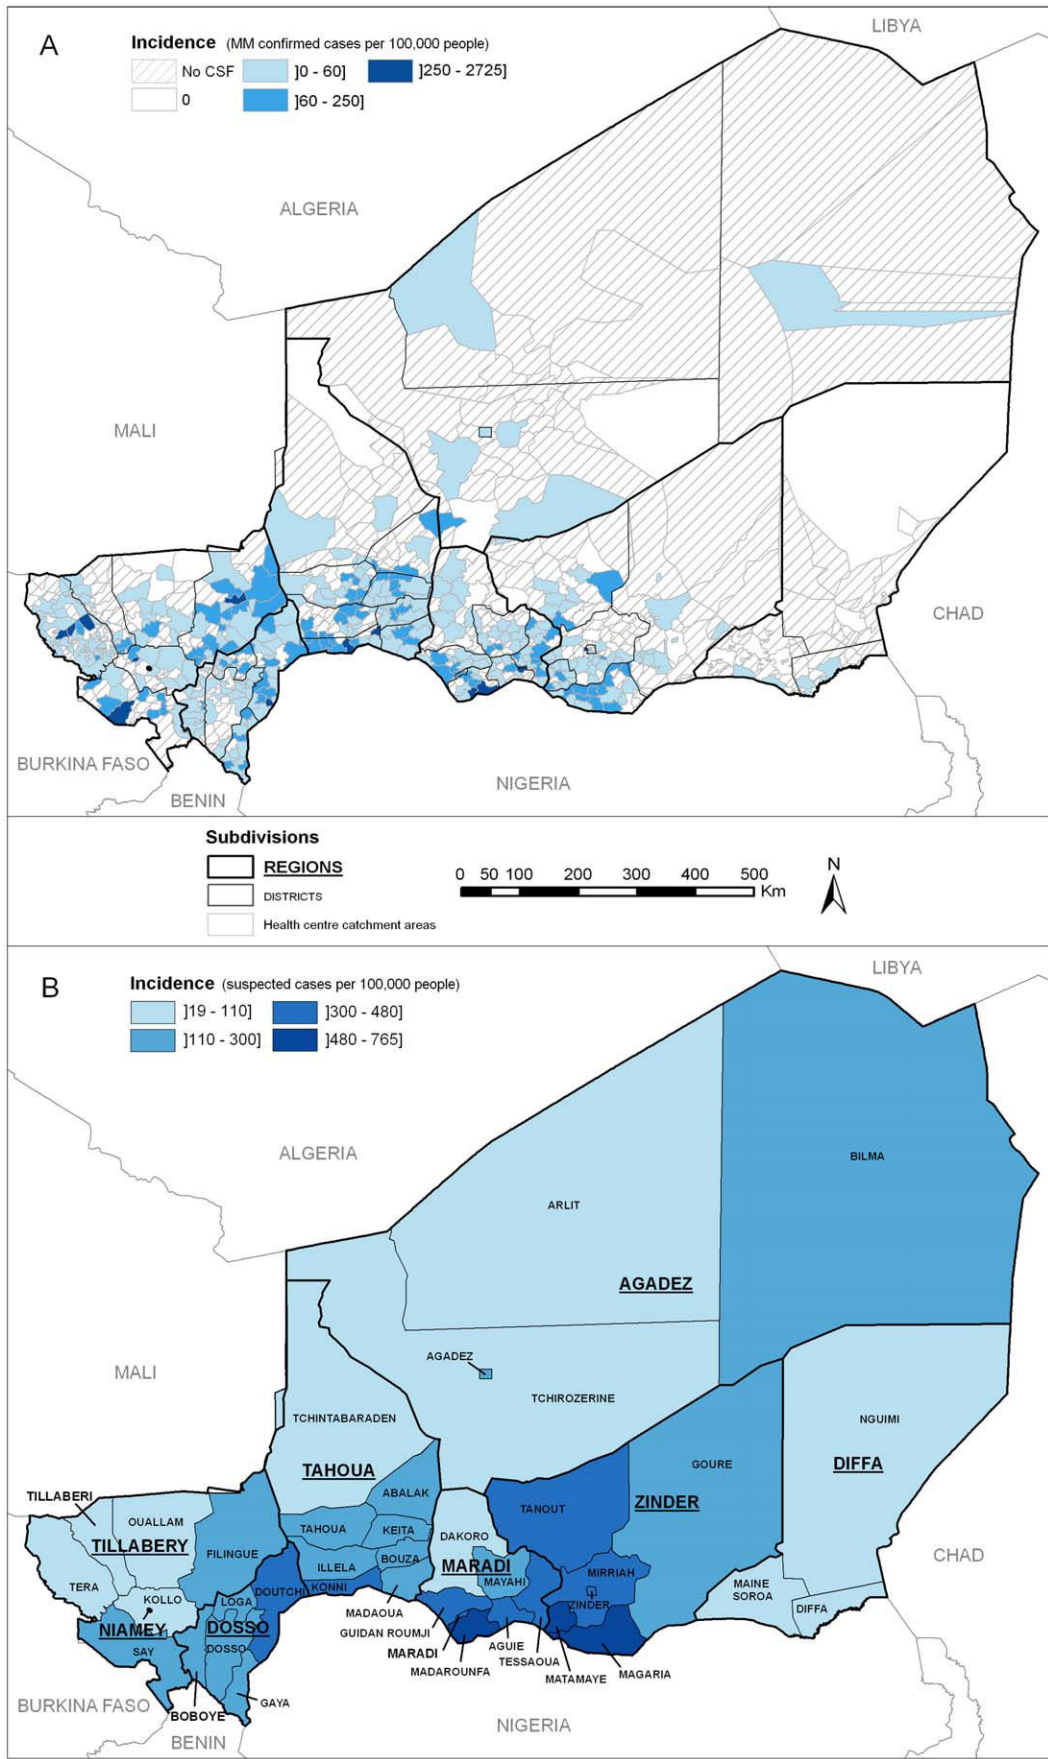 LIBYA
A
Incidence (MM confirmed cases per 100,000 people)
No CSF ]0 - 60] ]250 - 2725]
0 ]60 - 250]
ALGERIA
MALI
CHAD
BURKINA FASO
NIGERIA
BENIN
Subdivisions
REGIONS
DISTRICTS
Health centre catchment areas
0 50 100 200 300 400 500
Km
N
LIBYA
B
Incidence (suspected cases per 100,000 people)
]19 - 110] ]300 - 480]
]110 - 300] ]480 - 765]
ALGERIA
BILMA
ARLIT
AGADEZ
AGADEZ
MALI
TCHIROZERINE
TCHINTABARADEN
NGUIMI
DIFFA
GOURE
TAHOUA
ABALAK
ZINDER
TILLABERI
TANOUT
OUALLAM
TAHOUA
KEITA
DAKORO
TILLABERY
FILINGUE
CHAD
BOUZA
MARADI
ILLELA
MIRRIAH
TERA
DOUTCHI
KONNI
MAYAHI
MAINE
SOROA
KOLLO
LOGA
ZINDER
DIFFA
MADAOUA
NIAMEY
DOSSO
GUIDAN ROUMJI
AGUIE
SAY
DOSSO
MARADI
TESSAOUA
MADAROUNFA
MATAMAYE
MAGARIA
BURKINA FASO
GAYA
BOBOYE
NIGERIA
BENIN